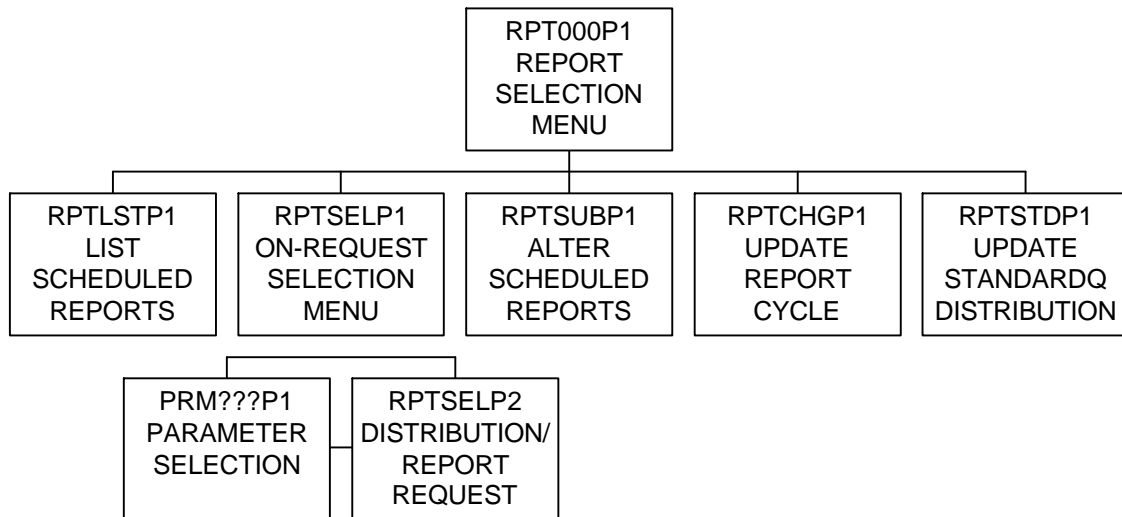 RPT000P1
REPORT
SELECTION
MENU
RPTLSTP1
LIST
SCHEDULED
REPORTS
RPTSELP1
ON-REQUEST
SELECTION
MENU
RPTSUBP1
ALTER
SCHEDULED
REPORTS
RPTCHGP1
UPDATE
REPORT
CYCLE
RPTSTDP1
UPDATE
STANDARDQ
DISTRIBUTION
PRM???P1
PARAMETER
SELECTION
RPTSELP2
DISTRIBUTION/
REPORT
REQUEST